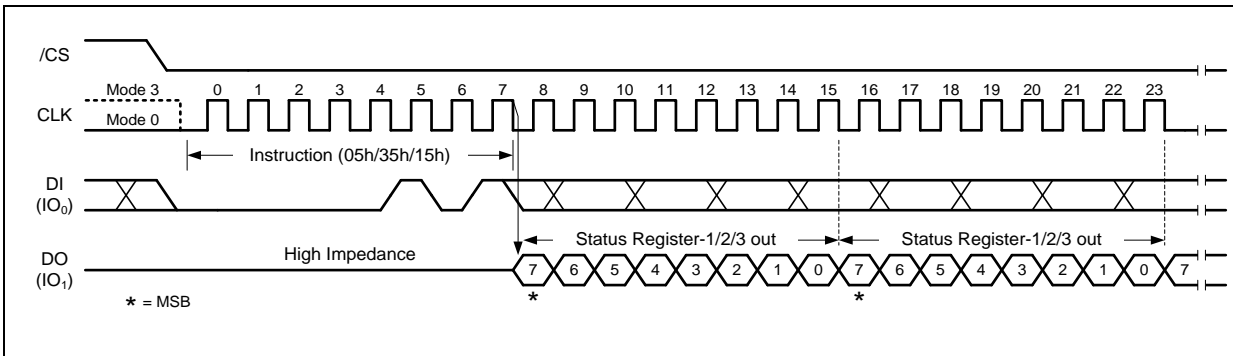 /CS
Mode 3 0 1 2 3 4 5 6 7 8 9 10 11 12 13 14 15 16 17 18 19 20 21 22 23
CLK
Mode 0
Instruction (05h/35h/15h)
DI
(IO₀)
Status Register-1/2/3 out Status Register-1/2/3 out
High Impedance
DO 7 6 5 4 3 2 1 0 7 6 5 4 3 2 1 0 7
(IO₁)
* *
* = MSB